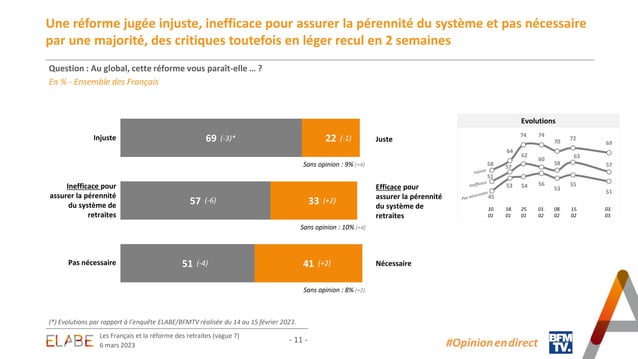 Une réforme jugée injuste, inefficace pour assurer la pérennité du système et pas nécessaire
par une majorité, des critiques toutefois en léger recul en 2 semaines
Question : Au global, cette réforme vous paraît-elle … ?
En % - Ensemble des Français
Injuste
69 (-3)*
22 (-1)
Juste
Sans opinion : 9% (+4)
Inefficace pour
assurer la pérennité
du système de
retraites
57 (-6)
33 (+2)
Efficace pour
assurer la pérennité
du système de
retraites
Sans opinion : 10% (+4)
Pas nécessaire
51 (-4)
41 (+2)
Nécessaire
Sans opinion : 8% (+2)
Evolutions
Injuste 58 64 74 74 70 72 69
Inefficace 51 57 62 60 58 63 57
Pas nécessaire 45 53 54 56 53 55 51
10. 18. 25. 01. 08. 15. 03.
01 01 01 02 02 02 03
(*) Evolutions par rapport à l'enquête ELABE/BFMTV réalisée du 14 au 15 février 2023.
ELABE
Les Français et la réforme des retraites [vague 7]
6 mars 2023
- 11 -
#Opinion en direct
BFM
TV.